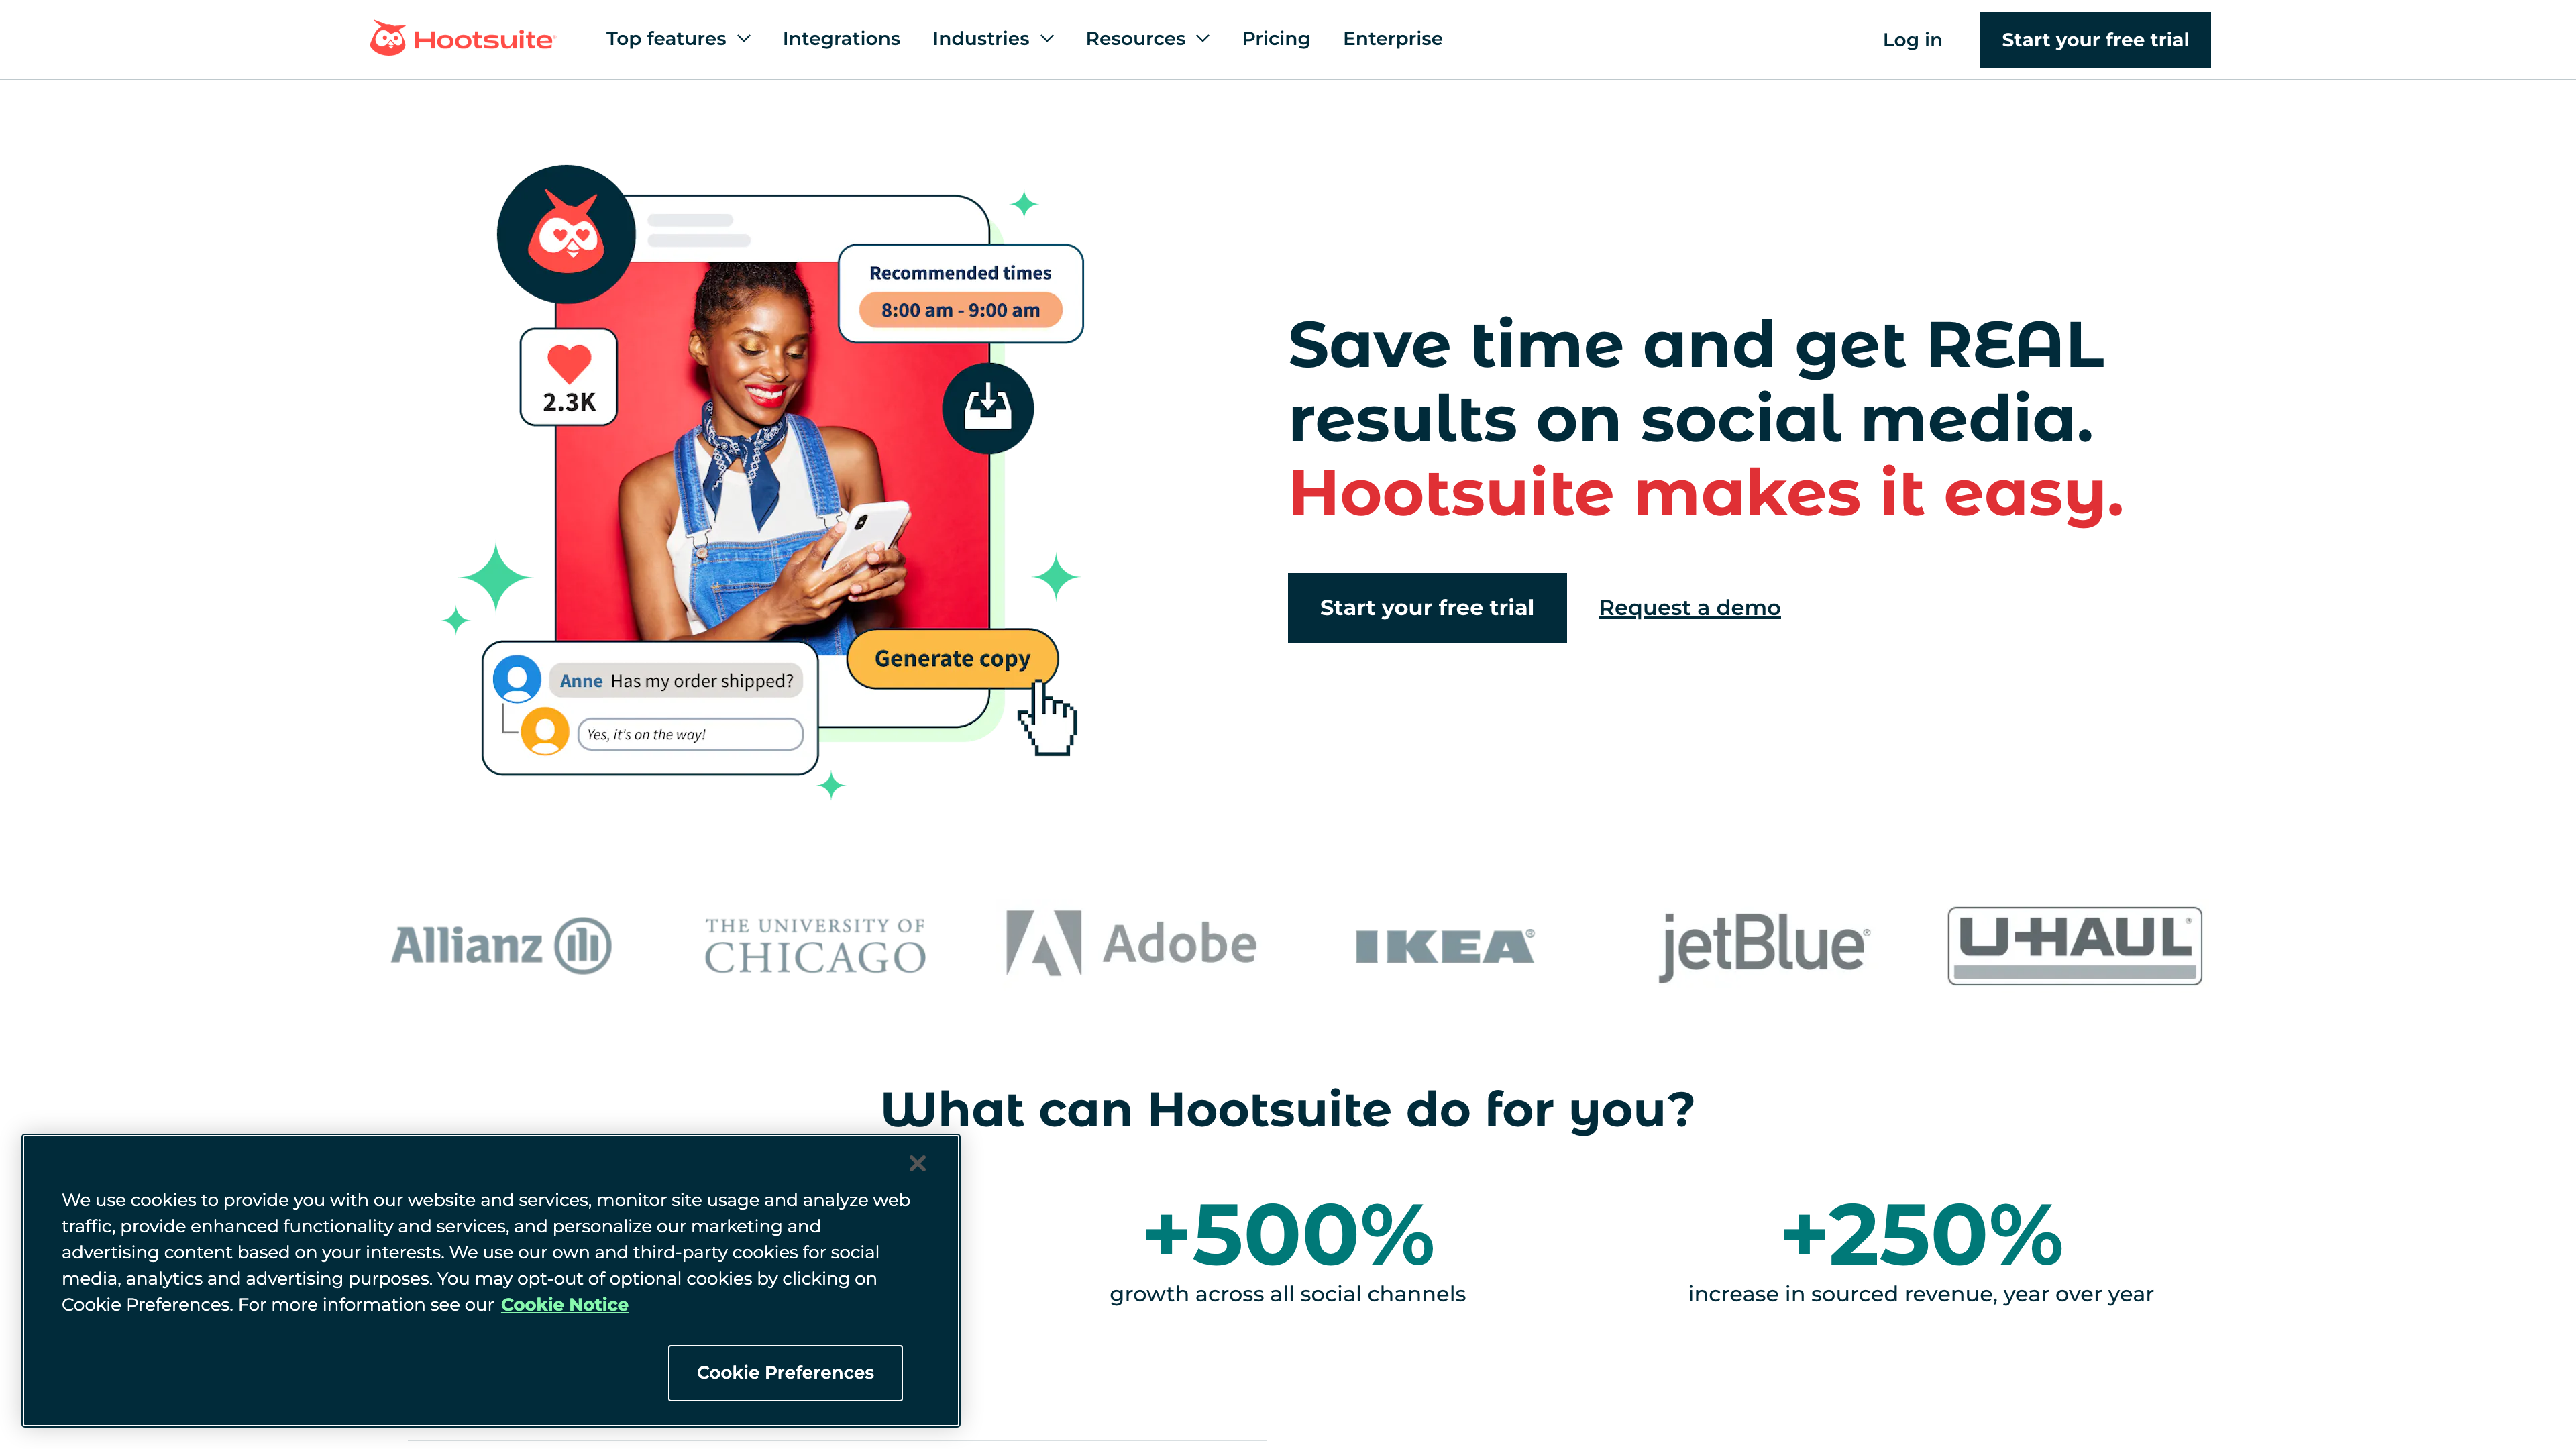 Hootsuite
Top features
Integrations
Industries
Resources
Pricing
Enterprise
Log in
Start your free trial
Recommended times
8:00 am - 9:00 am
2.3K
Generate copy
Anne Has my order shipped?
Yes, it's on the way!
Save time and get REAL
results on social media.
Hootsuite makes it easy.
Start your free trial
Request a demo
Allianz
THE UNIVERSITY OF
CHICAGO
Adobe
IKEA®
jetBlue®
U-HAUL®
What can Hootsuite do for you?
+500%
growth across all social channels
+250%
increase in sourced revenue, year over year
We use cookies to provide you with our website and services, monitor site usage and analyze web
traffic, provide enhanced functionality and services, and personalize our marketing and
advertising content based on your interests. We use our own and third-party cookies for social
media, analytics and advertising purposes. You may opt-out of optional cookies by clicking on
Cookie Preferences. For more information see our Cookie Notice
Cookie Preferences